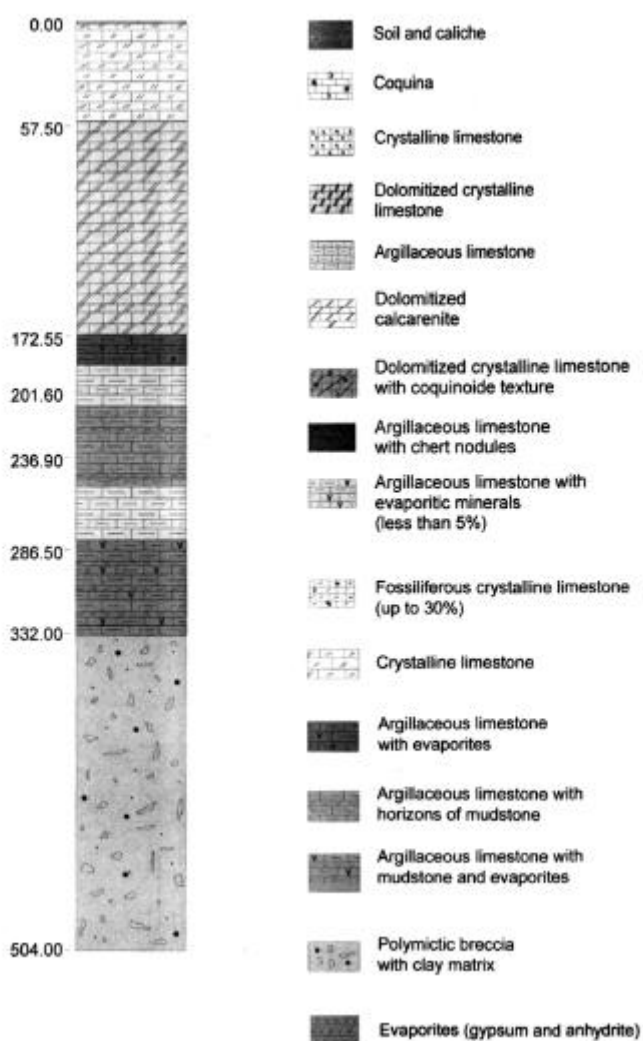 0.00
57.50
172.55
201.60
236.90
286.50
332.00
504.00
Soil and caliche
Coquina
Crystalline limestone
Dolomitized crystalline
limestone
Argillaceous limestone
Dolomitized
calcarenite
Dolomitized crystalline limestone
with coquinoide texture
Argillaceous limestone
with chert nodules
Argillaceous limestone with
evaporitic minerals
(less than 5%)
Fossiliferous crystalline limestone
(up to 30%)
Crystalline limestone
Argillaceous limestone
with evaporites
Argillaceous limestone with
horizons of mudstone
Argillaceous limestone with
mudstone and evaporites
Polymictic breccia
with clay matrix
Evaporites (gypsum and anhydrite)